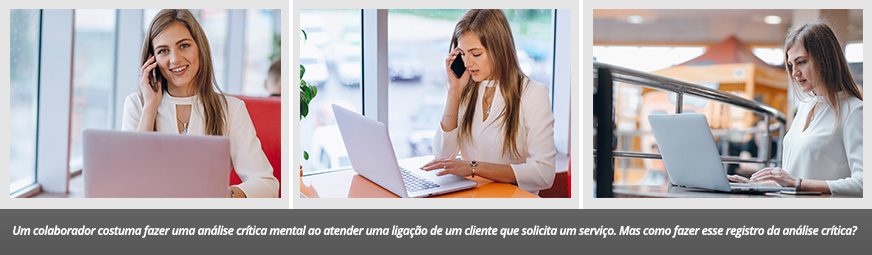 Um colaborador costuma fazer uma análise crítica mental ao atender uma ligação de um cliente que solicita um serviço. Mas como fazer esse registro da análise crítica?